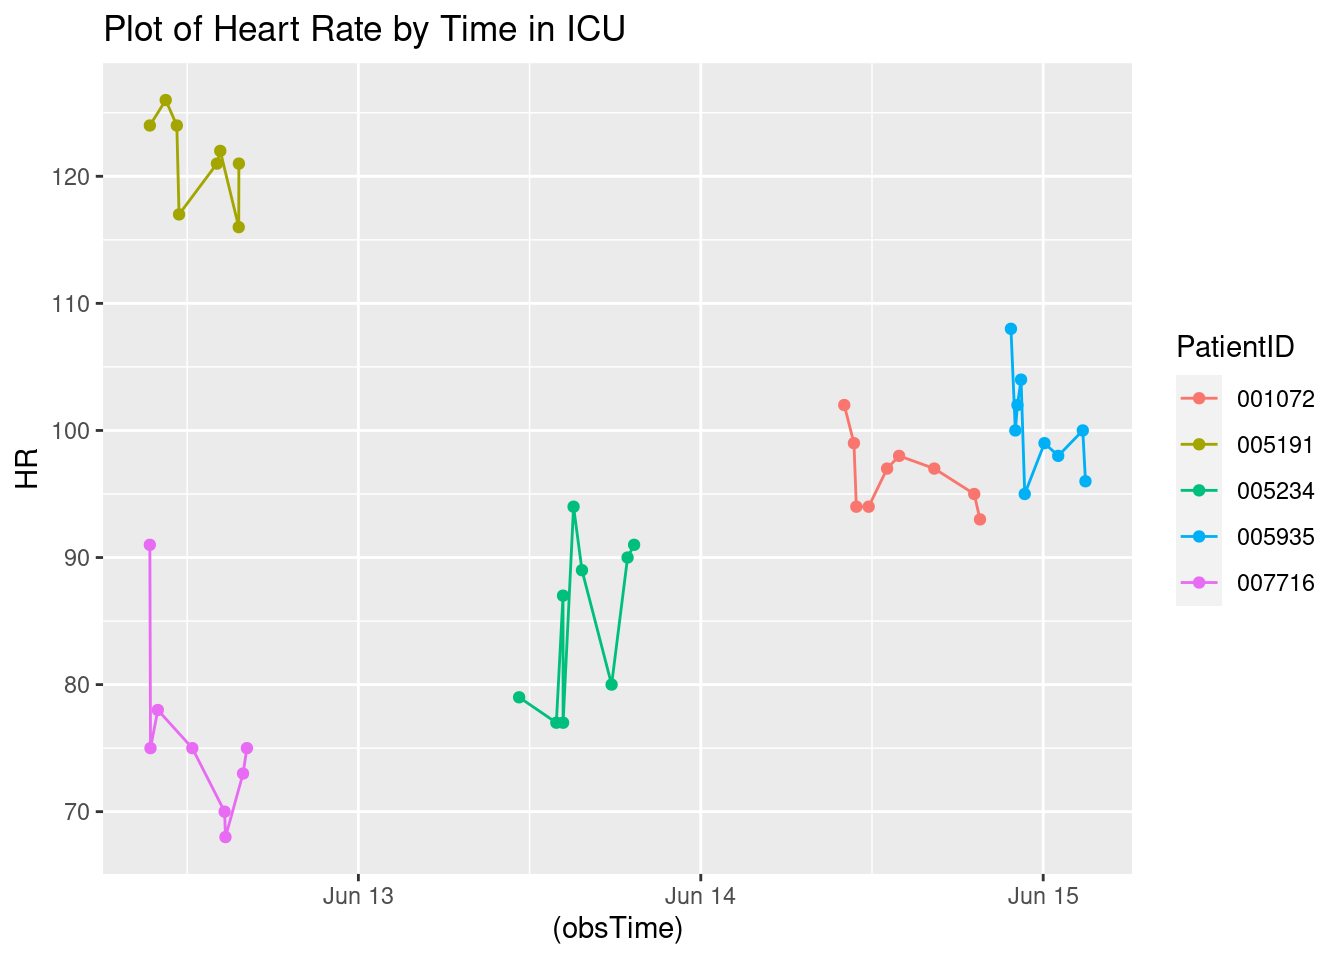 Plot of Heart Rate by Time in ICU
HR
120
110
100
90
80
70
Jun 13
Jun 14
Jun 15
(obsTime)
PatientID
001072
005191
005234
005935
007716